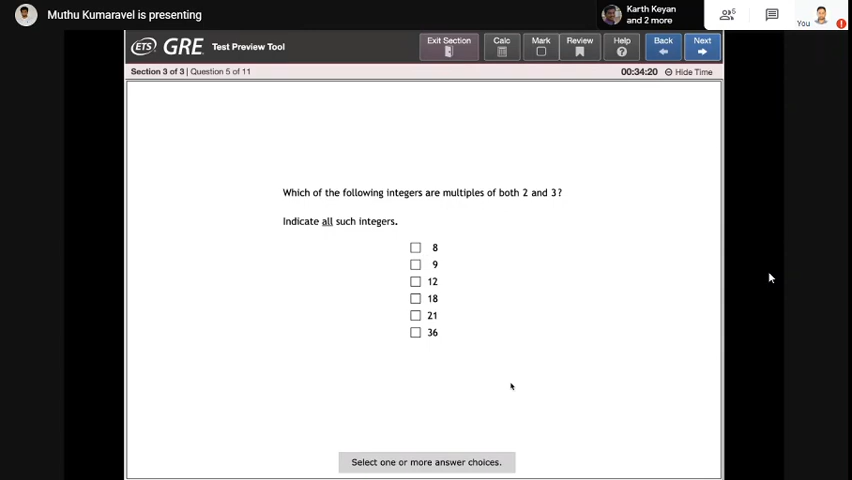 Muthu Kumaravel is presenting
Karth Keyan
and 2 more
5
You
ETS GRE Test Preview Tool
Exit Section
Calc
Mark
Review
Help
Back
Next
Section 3 of 3 | Question 5 of 11
00:34:20
Hide Time
Which of the following integers are multiples of both 2 and 3?
Indicate all such integers.
8
9
12
18
21
36
Select one or more answer choices.